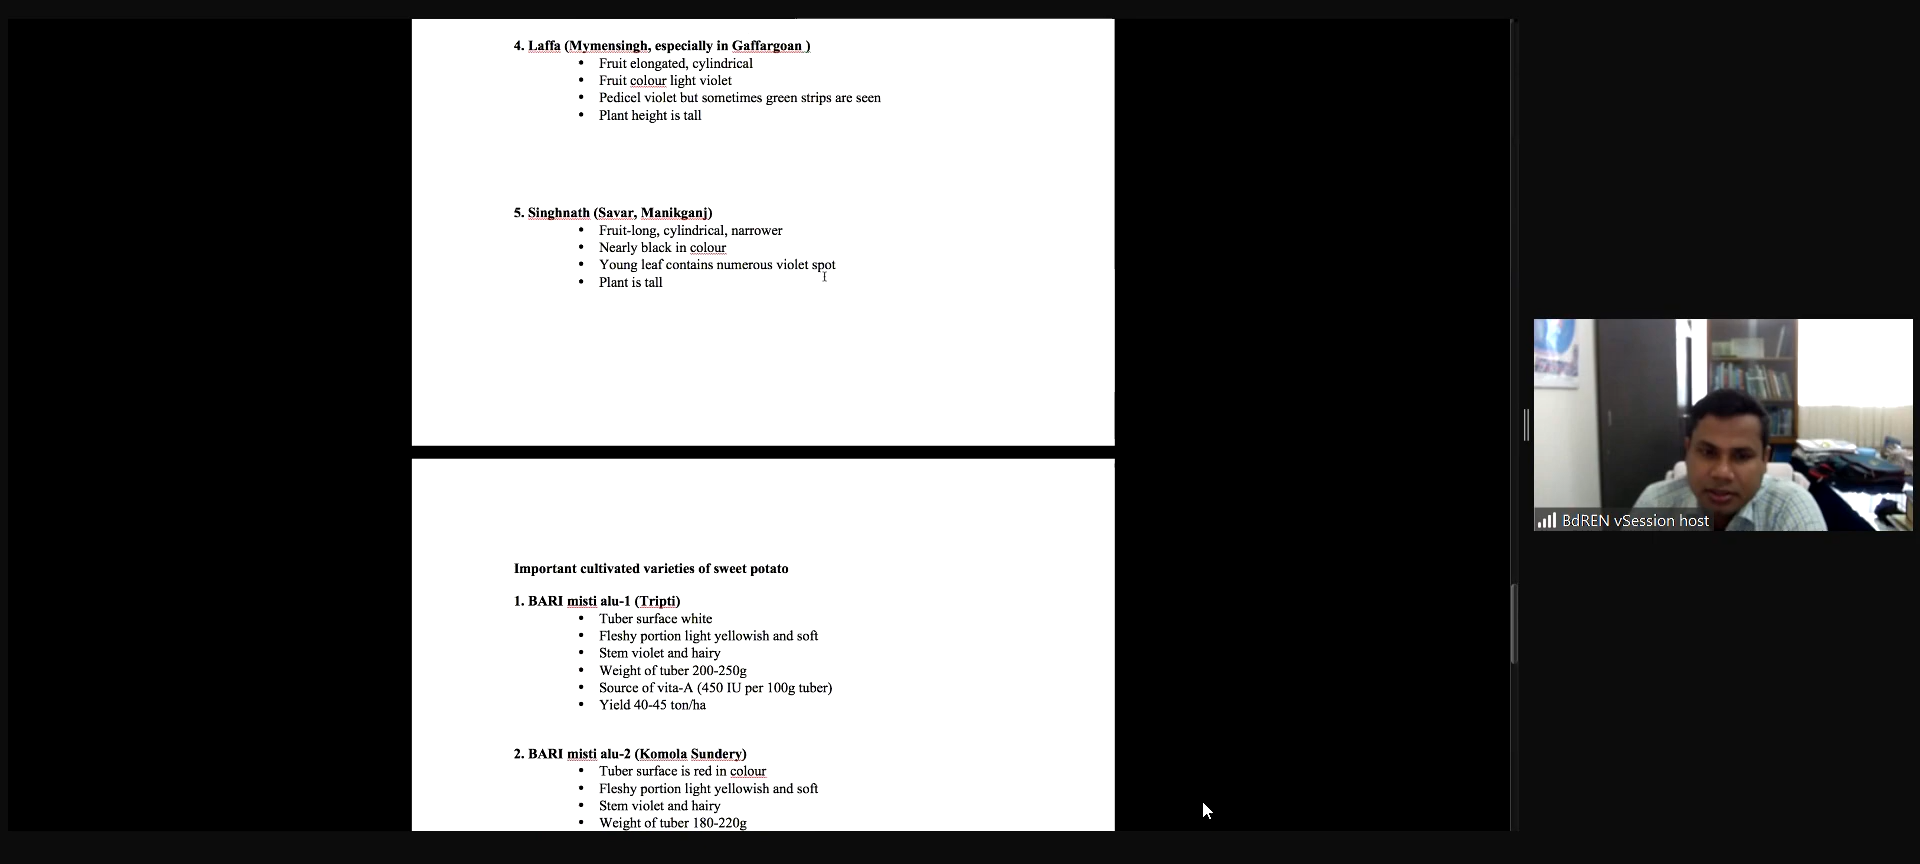 4. Laffa (Mymensingh, especially in Gaffargoan )
• Fruit elongated, cylindrical
• Fruit colour light violet
• Pedicel violet but sometimes green strips are seen
• Plant height is tall
5. Singhnath (Savar, Manikganj)
• Fruit-long, cylindrical, narrower
• Nearly black in colour
• Young leaf contains numerous violet spot
• Plant is tall
Important cultivated varieties of sweet potato
1. BARI misti alu-1 (Tripti)
• Tuber surface white
• Fleshy portion light yellowish and soft
• Stem violet and hairy
• Weight of tuber 200-250g
• Source of vita-A (450 IU per 100g tuber)
• Yield 40-45 ton/ha
2. BARI misti alu-2 (Komola Sundery)
• Tuber surface is red in colour
• Fleshy portion light yellowish and soft
• Stem violet and hairy
• Weight of tuber 180-220g
BdREN vSession host